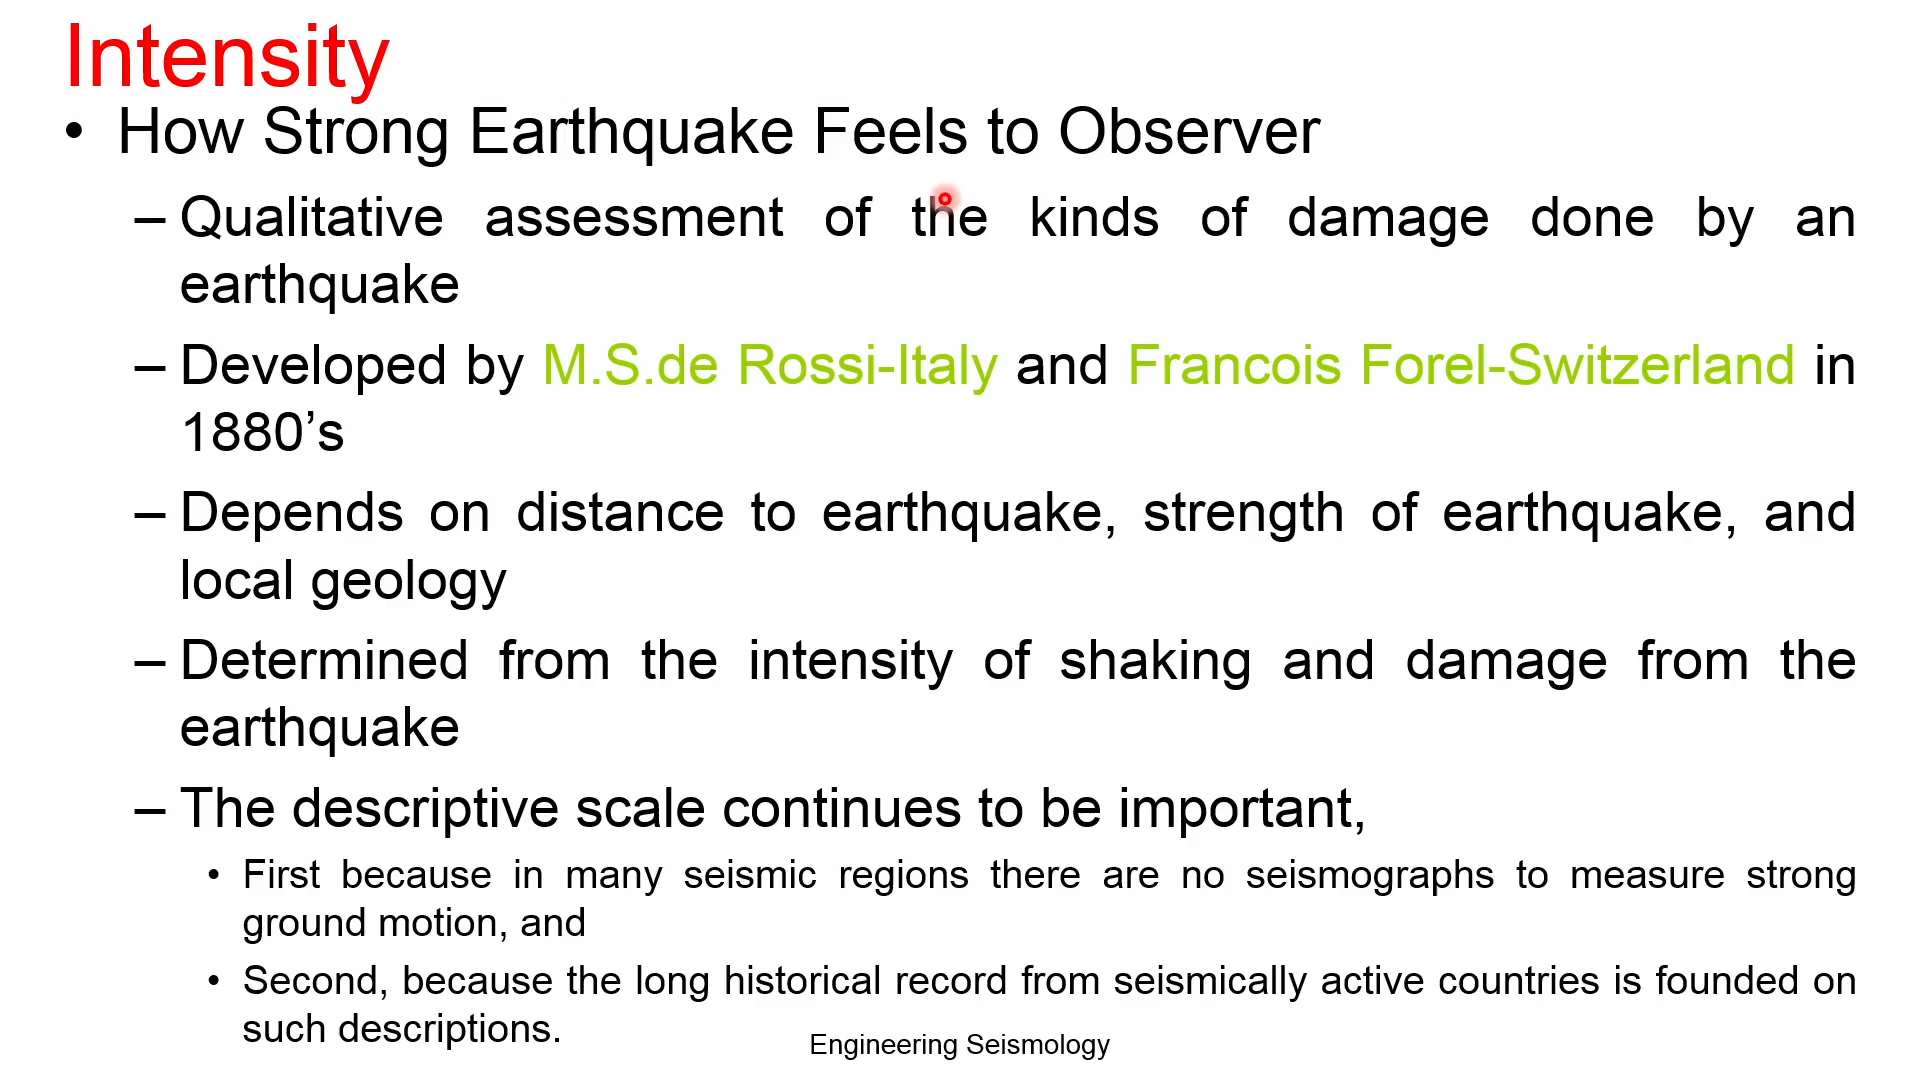 Intensity
• How Strong Earthquake Feels to Observer
– Qualitative assessment of the kinds of damage done by an
earthquake
– Developed by M.S.de Rossi-Italy and Francois Forel-Switzerland in
1880’s
– Depends on distance to earthquake, strength of earthquake, and
local geology
– Determined from the intensity of shaking and damage from the
earthquake
– The descriptive scale continues to be important,
• First because in many seismic regions there are no seismographs to measure strong
ground motion, and
• Second, because the long historical record from seismically active countries is founded on
such descriptions.
Engineering Seismology